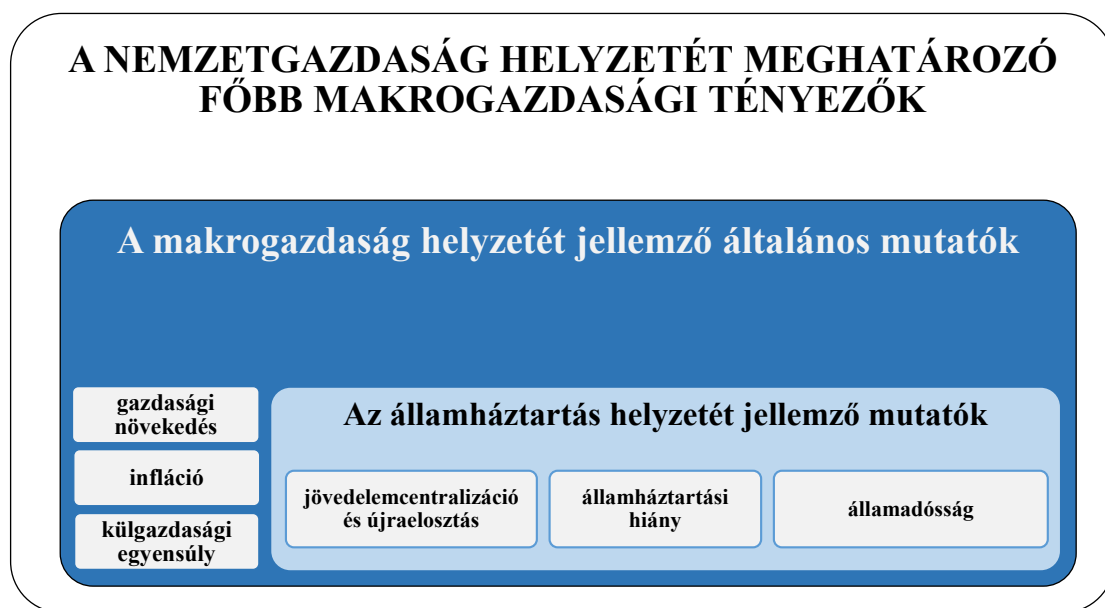 A NEMZETGAZDASÁG HELYZETÉT MEGHATÁROZÓ
FŐBB MAKROGAZDASÁGI TÉNYEZŐK
A makrogazdaság helyzetét jellemző általános mutatók
gazdasági
növekedés
infláció
külgazdasági
egyensúly
Az államháztartás helyzetét jellemző mutatók
jövedelemcentralizáció
és újraelosztás
államháztartási
hiány
államadósság